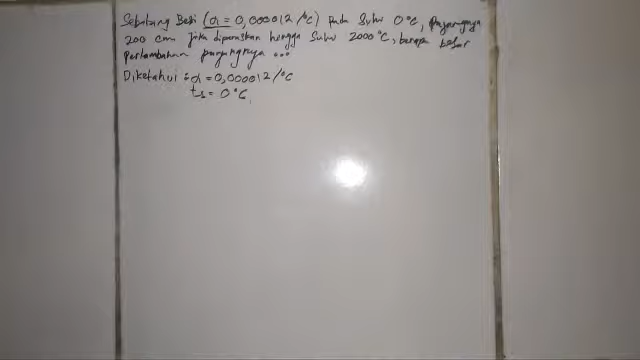 Sebatang Besi (α = 0,000012 /°C) Pada Suhu 0°C, Panjangnya
200 cm Jika dipanaskan hingga Suhu 2000 °C, berapa besar
Pertambahan panjangnya ...
Diketahui : α = 0,000012 /°C
t₁ = 0 °C